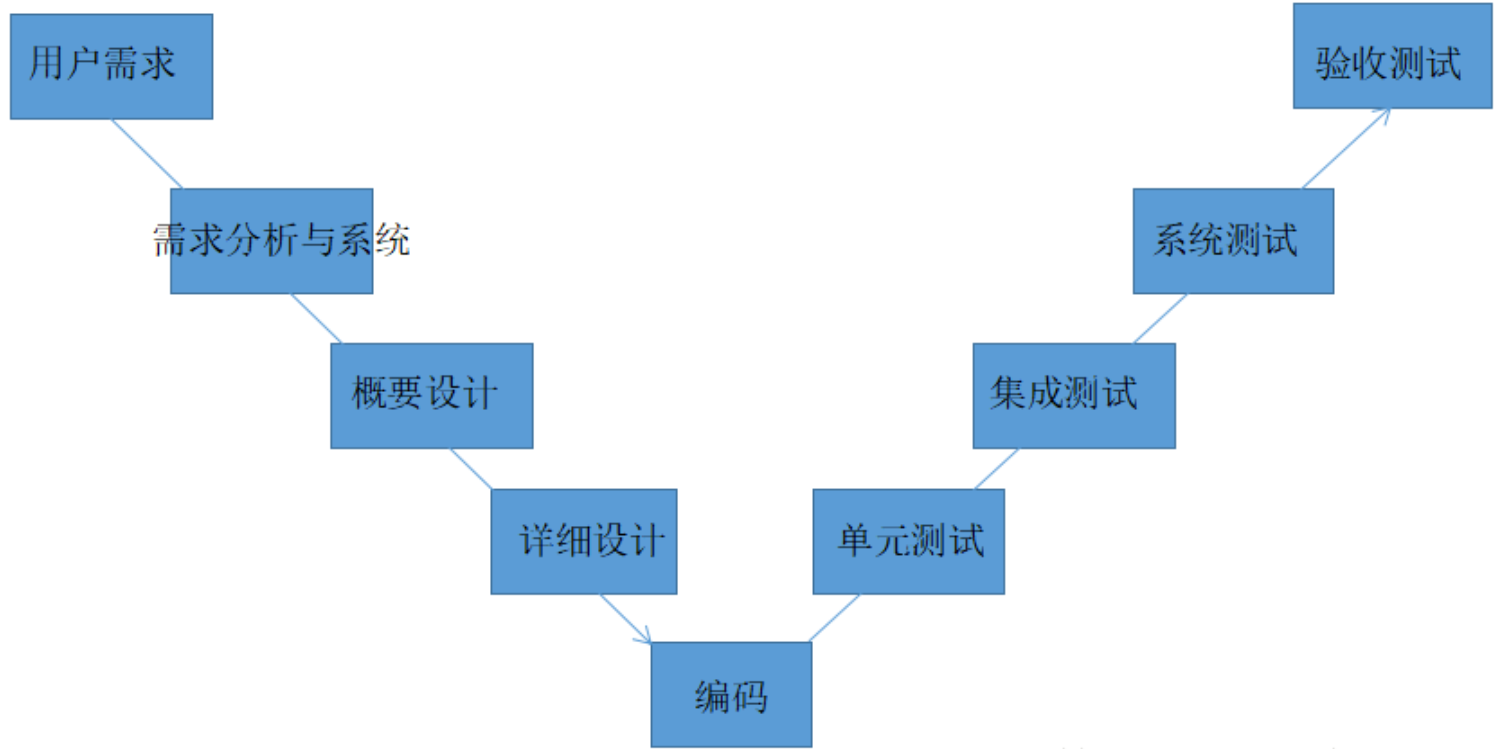 用户需求
验收测试
需求分析与系统
系统测试
概要设计
集成测试
详细设计
单元测试
编码